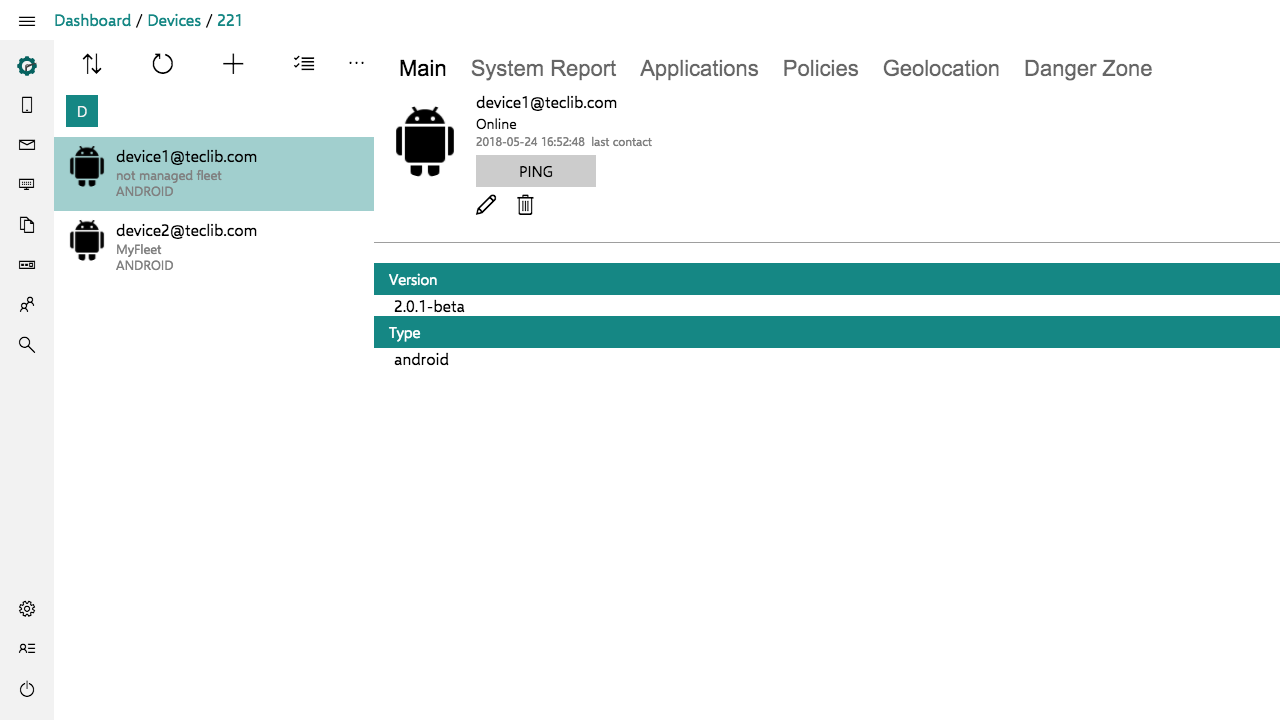 Dashboard / Devices / 221
D
device1@teclib.com
not managed fleet
ANDROID
device2@teclib.com
MyFleet
ANDROID
Main System Report Applications Policies Geolocation Danger Zone
device1@teclib.com
Online
2018-05-24 16:52:48 last contact
PING
Version
2.0.1-beta
Type
android